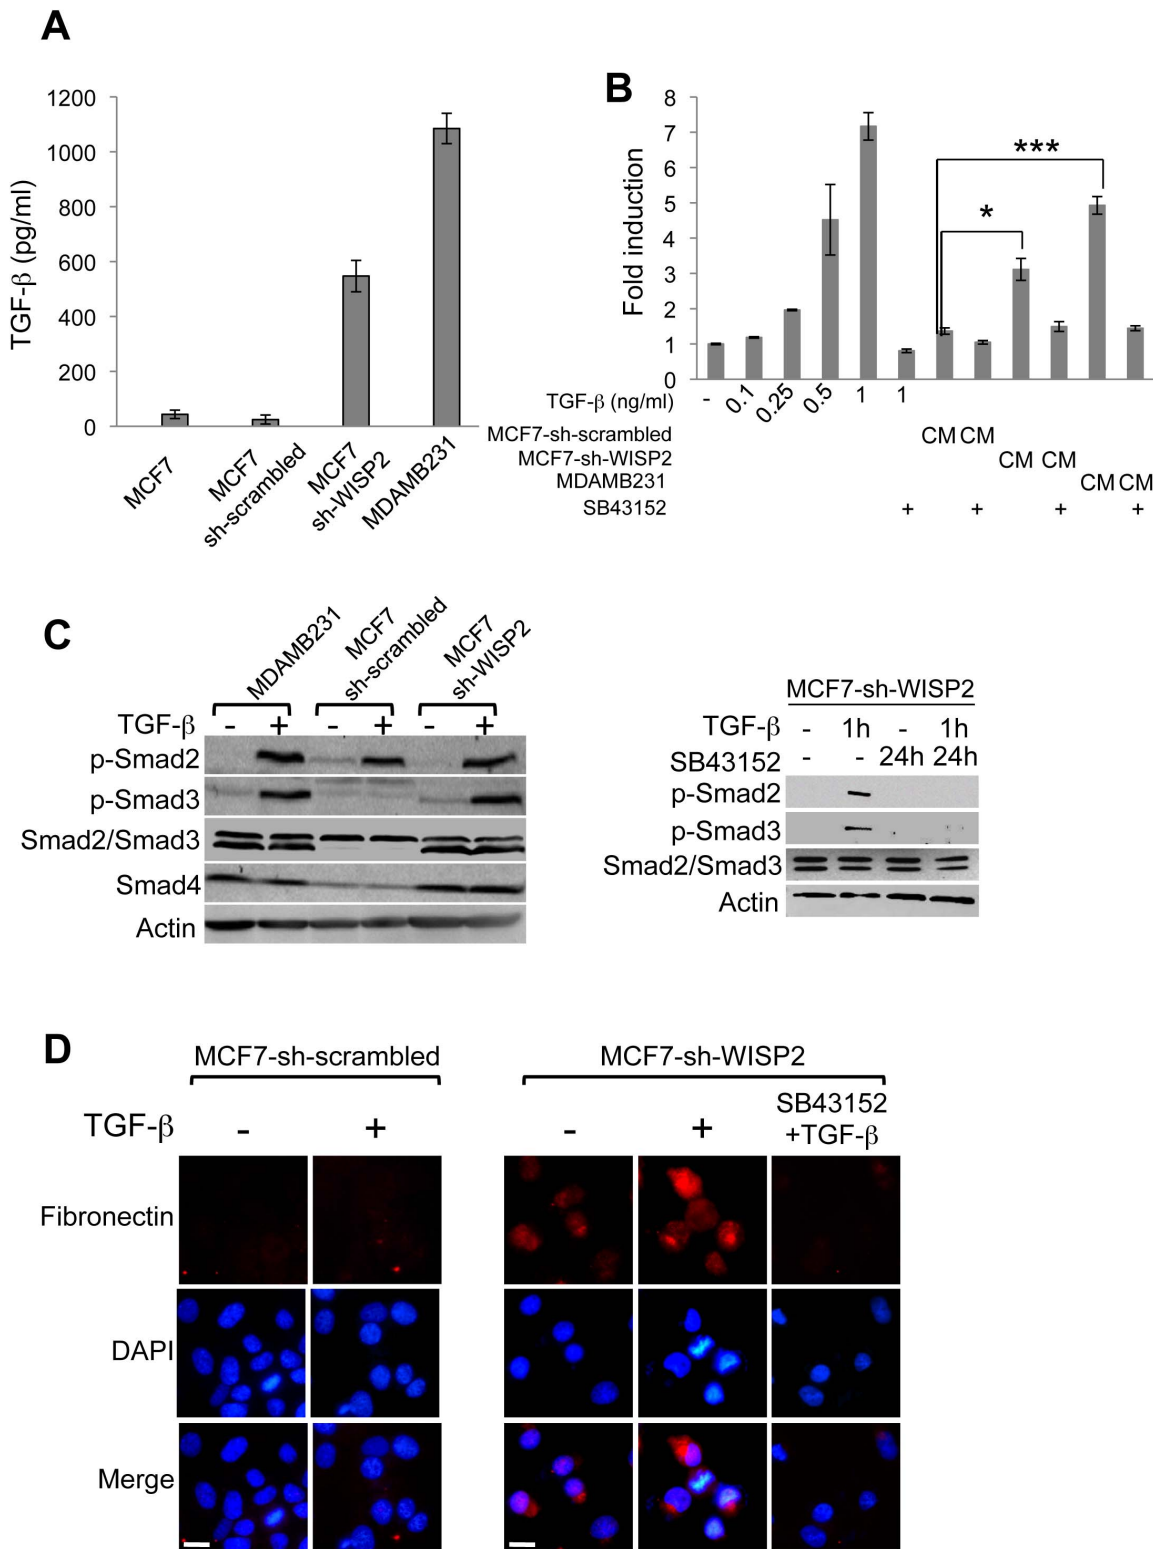 A
1200
1000
800
600
400
200
0
TGF-β (pg/ml)
MCF7
MCF7
sh-scrambled
MCF7
sh-WISP2
MDAMB231
B
8
7
6
5
4
3
2
1
0
Fold induction
*
***
TGF-β (ng/ml) - 0.1 0.25 0.5 1 1
MCF7-sh-scrambled CM CM
MCF7-sh-WISP2 CM CM
MDAMB231 CM CM
SB43152 + + + +
C
MDAMB231
MCF7
sh-scrambled
MCF7
sh-WISP2
TGF-β - + - + - +
p-Smad2
p-Smad3
Smad2/Smad3
Smad4
Actin
MCF7-sh-WISP2
TGF-β - 1h - 1h
SB43152 - - 24h 24h
p-Smad2
p-Smad3
Smad2/Smad3
Actin
D
MCF7-sh-scrambled
MCF7-sh-WISP2
TGF-β - + - + SB43152
+TGF-β
Fibronectin
DAPI
Merge